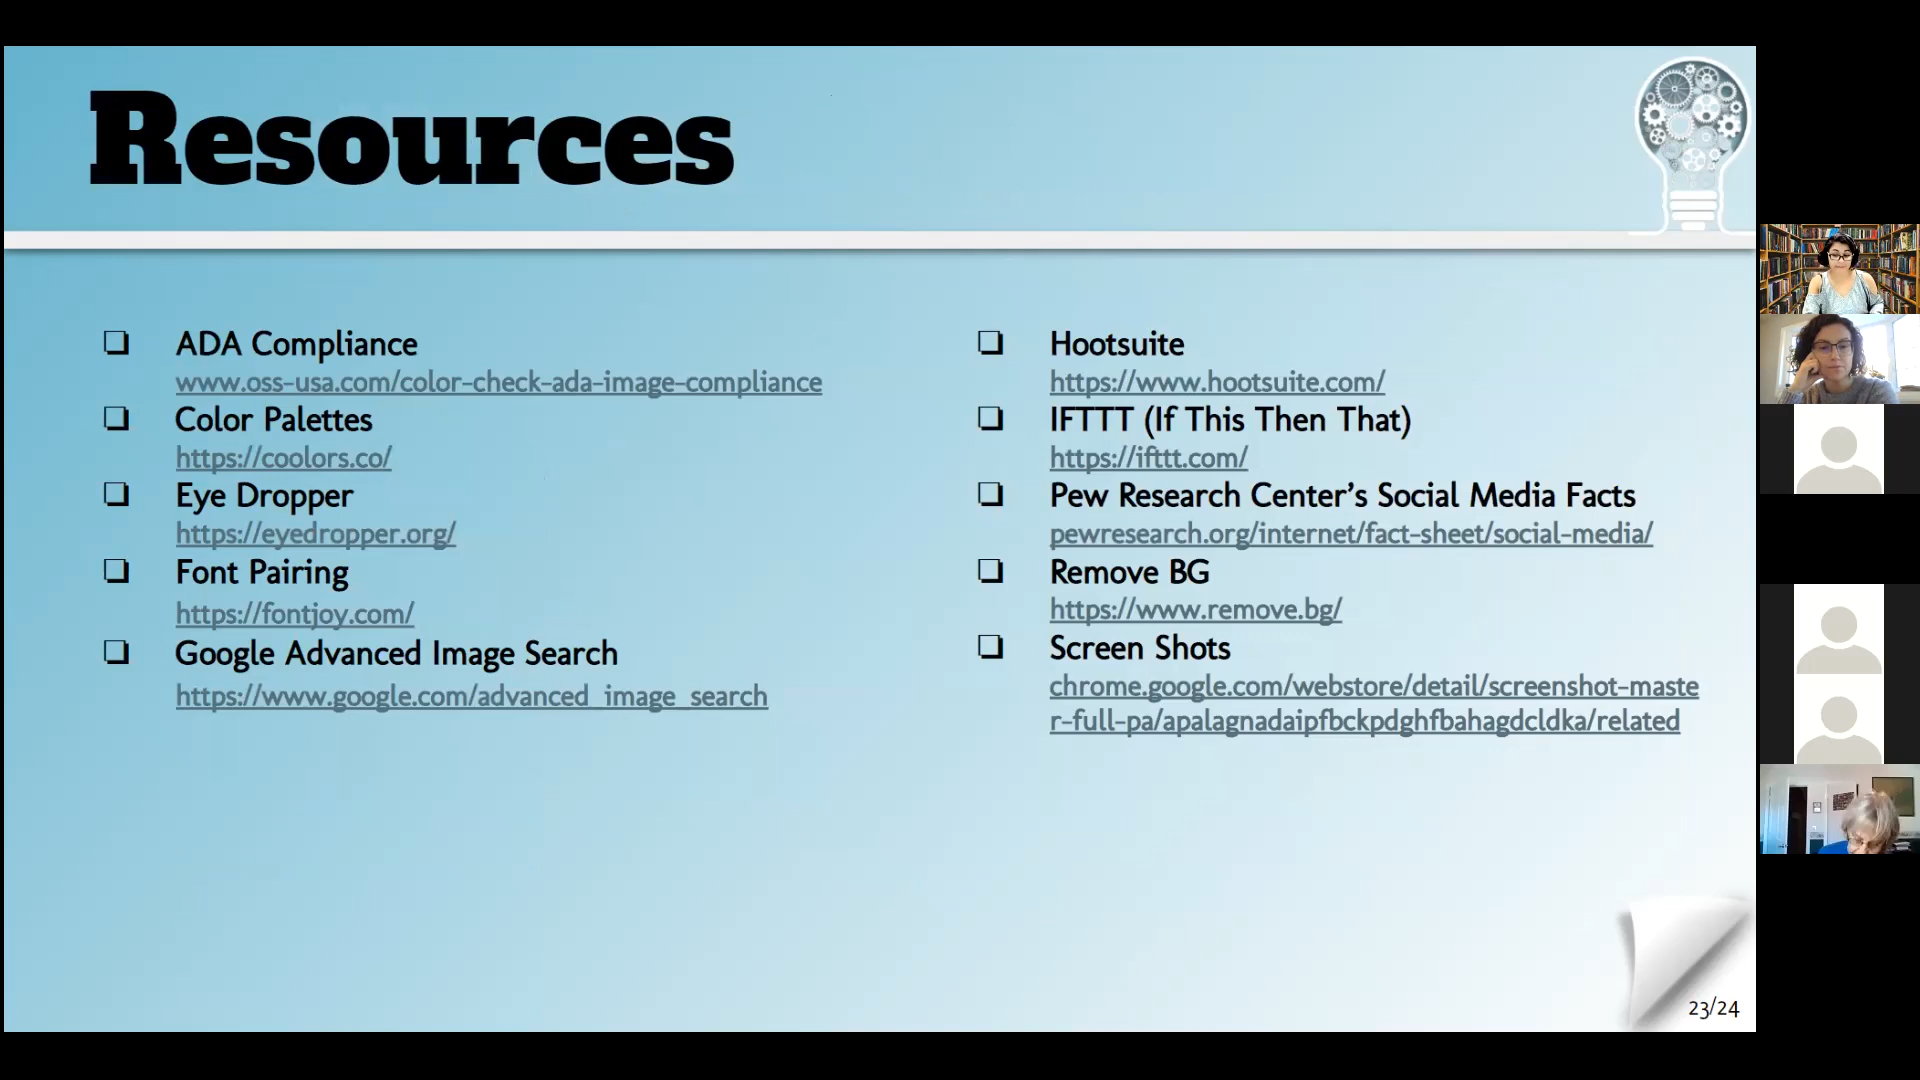 Resources
❏ ADA Compliance
www.oss-usa.com/color-check-ada-image-compliance
❏ Color Palettes
https://coolors.co/
❏ Eye Dropper
https://eyedropper.org/
❏ Font Pairing
https://fontjoy.com/
❏ Google Advanced Image Search
https://www.google.com/advanced_image_search
❏ Hootsuite
https://www.hootsuite.com/
❏ IFTTT (If This Then That)
https://ifttt.com/
❏ Pew Research Center’s Social Media Facts
pewresearch.org/internet/fact-sheet/social-media/
❏ Remove BG
https://www.remove.bg/
❏ Screen Shots
chrome.google.com/webstore/detail/screenshot-maste
r-full-pa/apalagnadaipfbckpdghfbahagdcldka/related
23/24